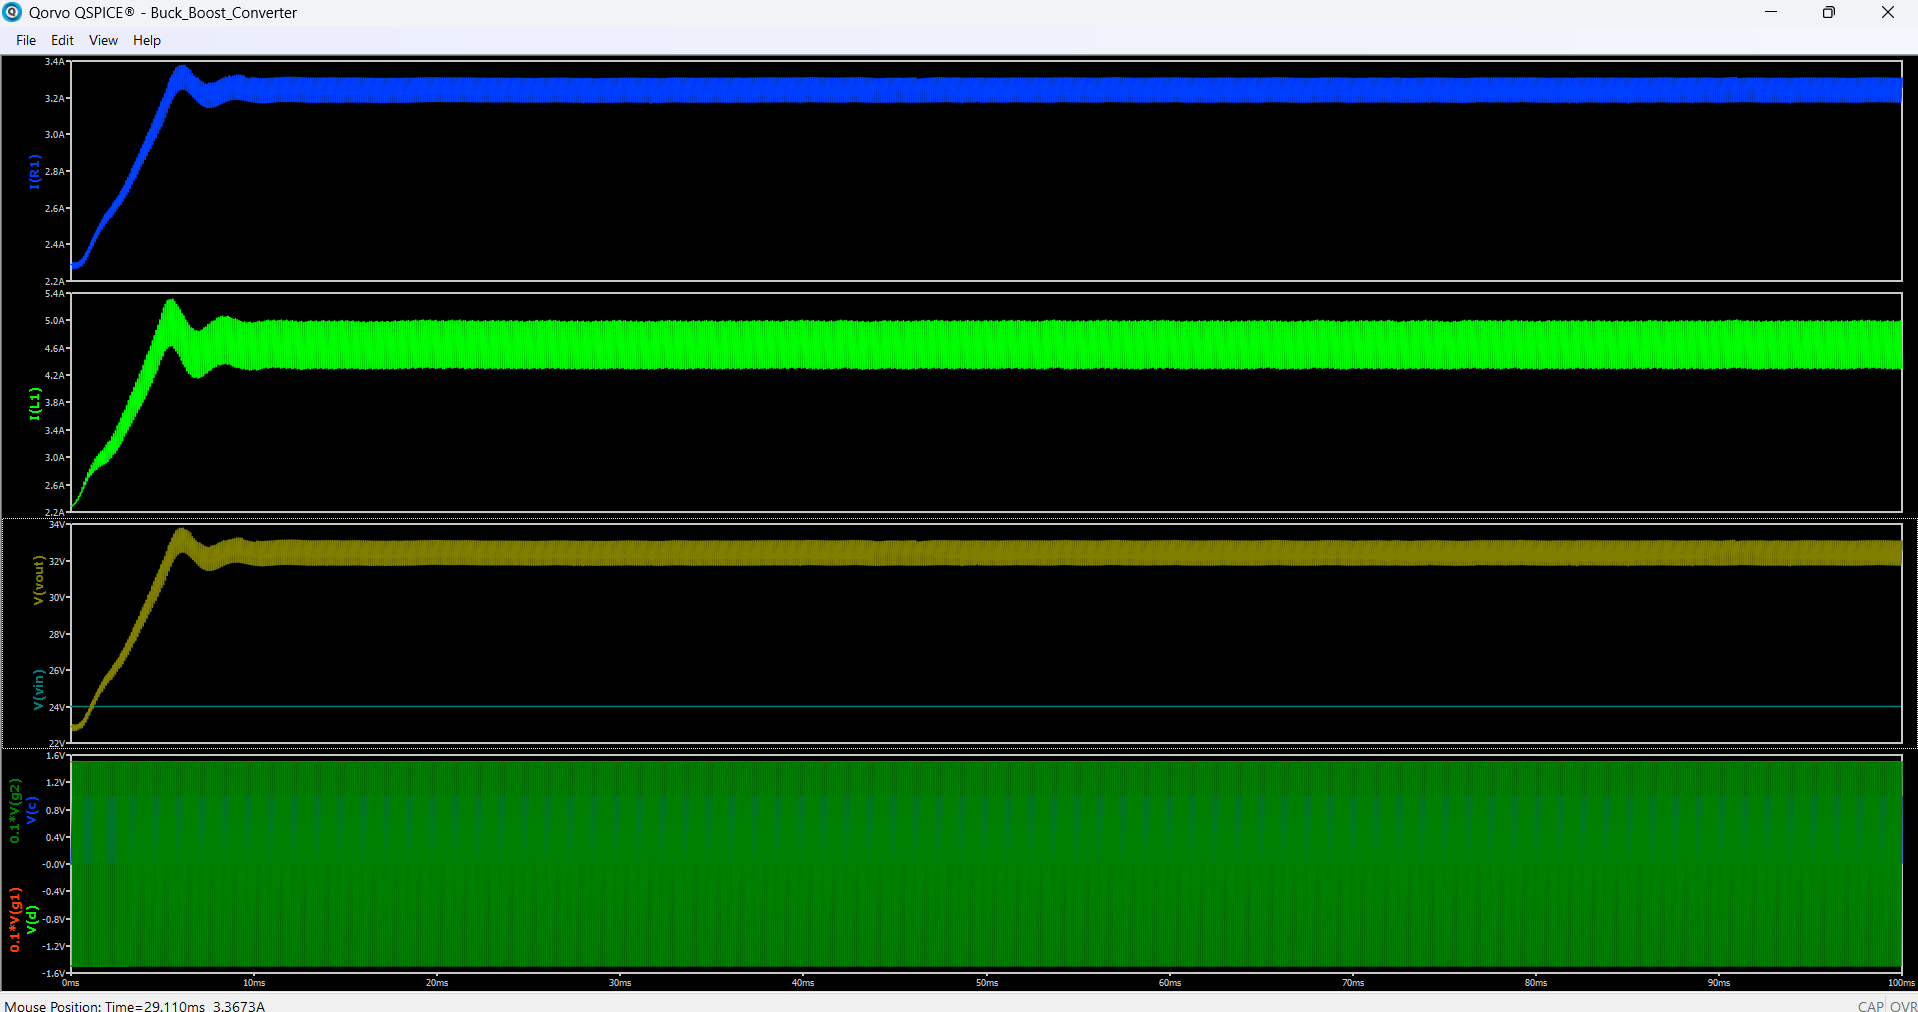 Qorvo QSPICE® - Buck_Boost_Converter
File Edit View Help
3.4A
3.2A
3.0A
2.8A
2.6A
2.4A
2.2A
I(R1)
5.4A
5.0A
4.6A
4.2A
3.8A
3.4A
3.0A
2.6A
2.2A
I(L1)
34V
32V
30V
28V
26V
24V
22V
V(vout)
V(vin)
1.6V
1.2V
0.8V
0.4V
-0.0V
-0.4V
-0.8V
-1.2V
-1.6V
0.1*V(g2)
V(c)
0.1*V(g1)
V(d)
0ms 10ms 20ms 30ms 40ms 50ms 60ms 70ms 80ms 90ms 100ms
Mouse Position: Time=29.110ms 3.3673A
CAP OVR